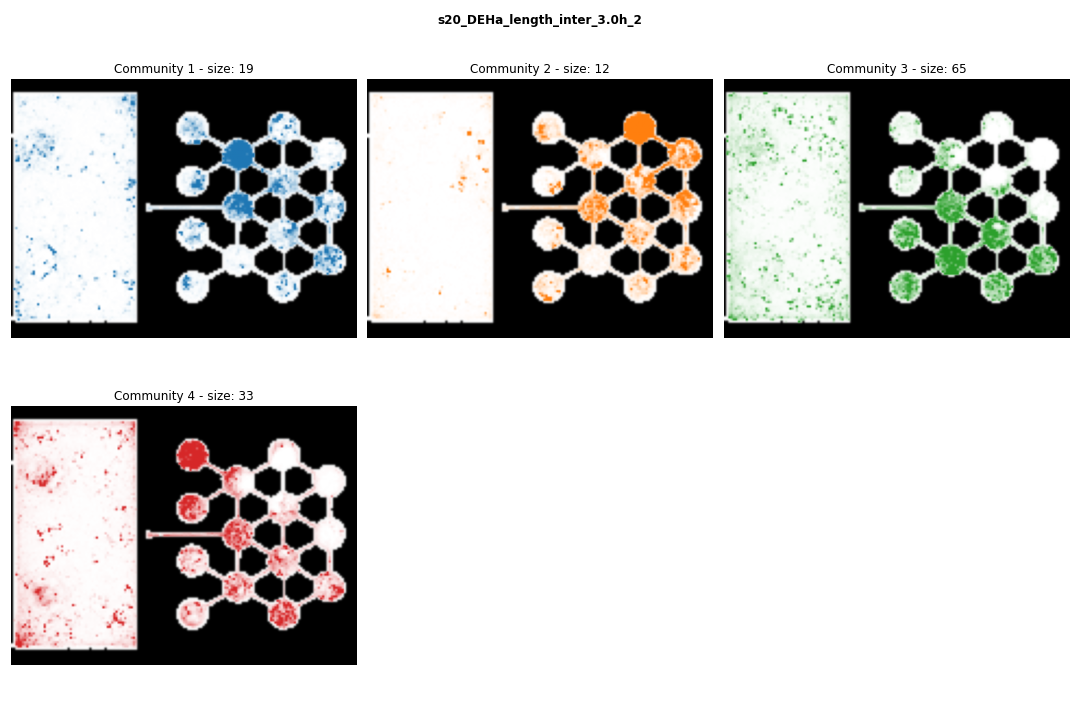 s20_DEHa_length_inter_3.0h_2
Community 1 - size: 19
Community 2 - size: 12
Community 3 - size: 65
Community 4 - size: 33